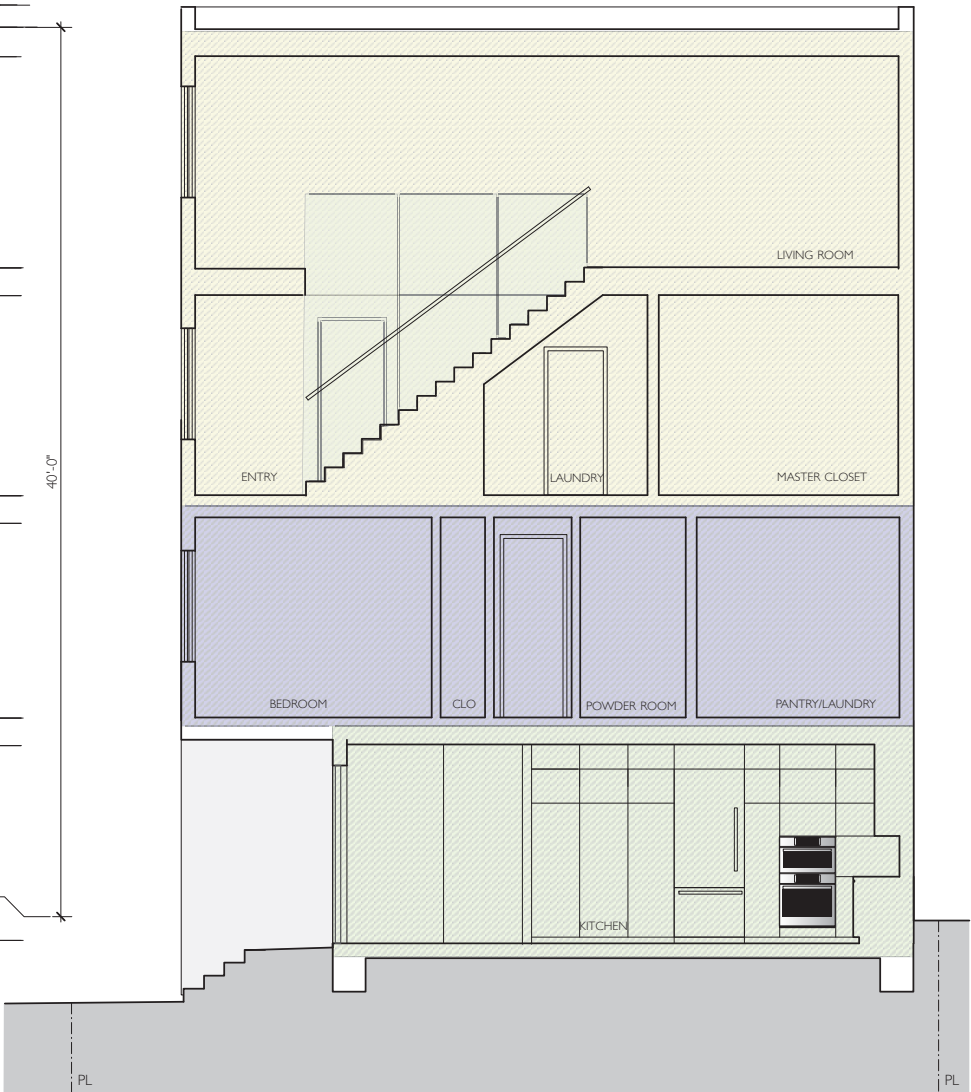 LIVING ROOM
40'-0"
ENTRY
LAUNDRY
MASTER CLOSET
BEDROOM
CLO
POWDER ROOM
PANTRY/LAUNDRY
KITCHEN
PL
PL